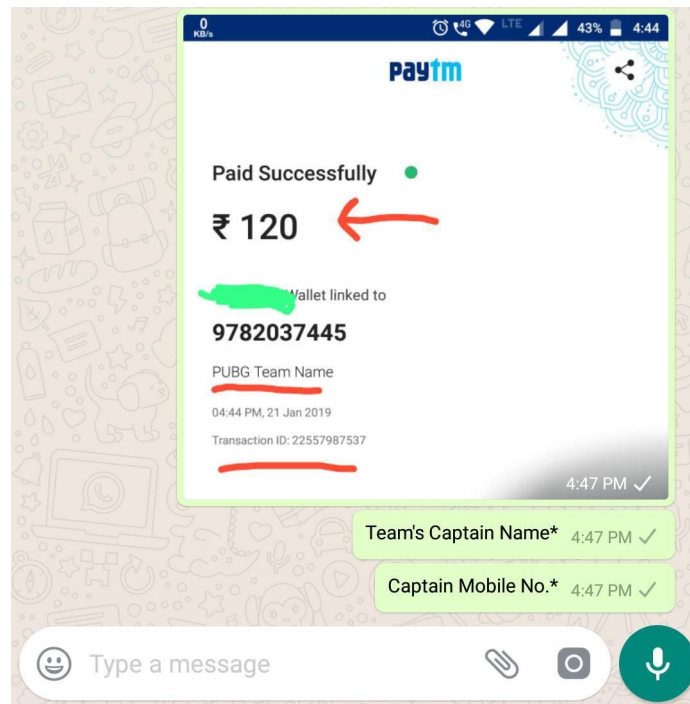 0
KB/s
4G LTE 43% 4:44
paytm
Paid Successfully
₹ 120
Wallet linked to
9782037445
PUBG Team Name
04:44 PM, 21 Jan 2019
Transaction ID: 22557987537
4:47 PM
Team's Captain Name* 4:47 PM
Captain Mobile No.* 4:47 PM
Type a message